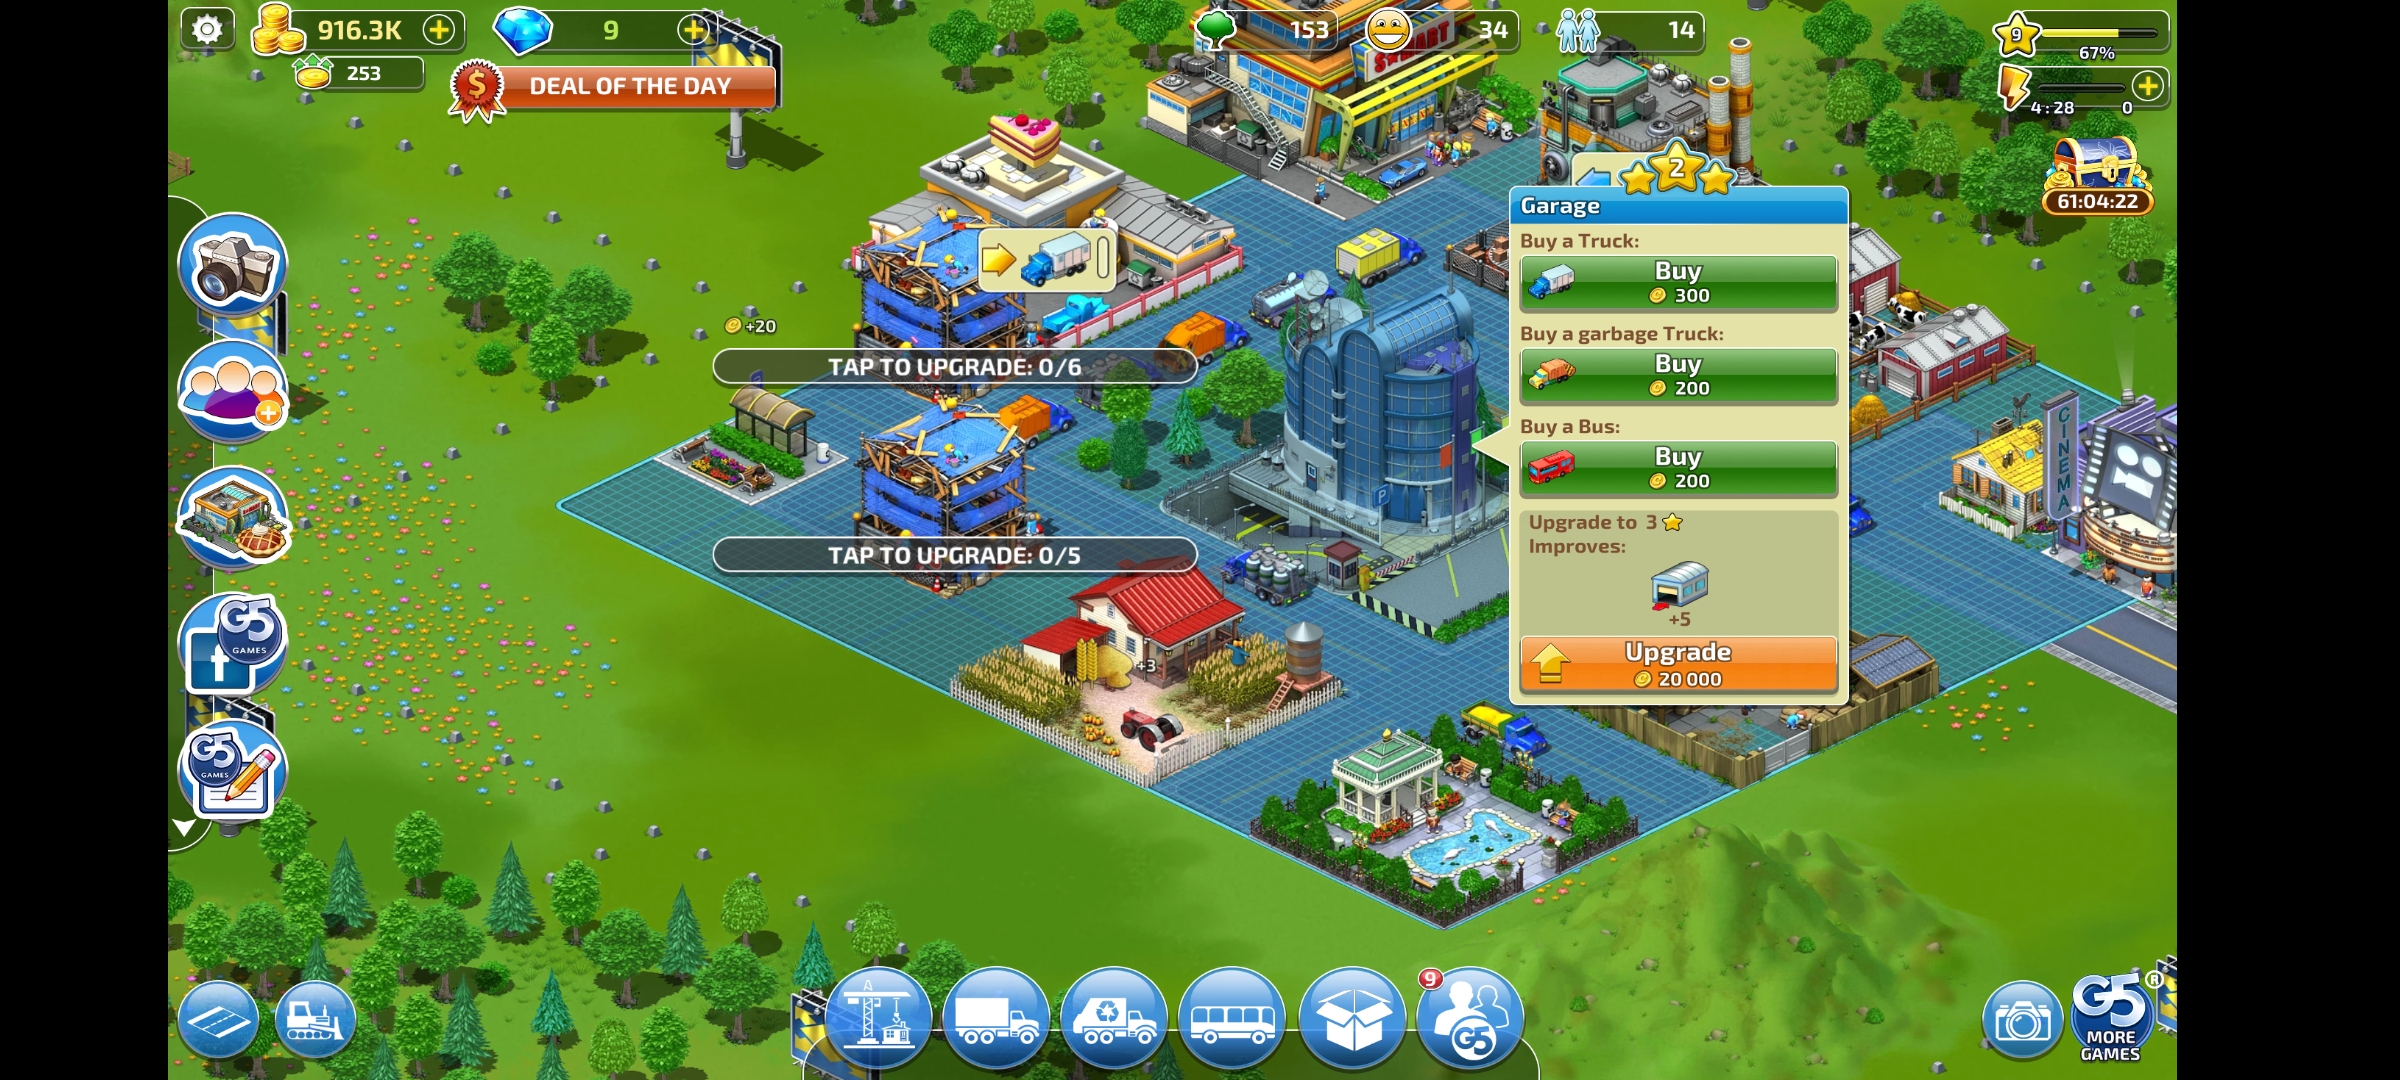 916.3K
9
153
34
14
9
67%
253
DEAL OF THE DAY
4:28
0
61:04:22
S MART
2
Garage
Buy a Truck:
Buy
300
Buy a garbage Truck:
Buy
200
Buy a Bus:
Buy
200
Upgrade to 3
Improves:
+5
Upgrade
20 000
+20
TAP TO UPGRADE: 0/6
TAP TO UPGRADE: 0/5
+3
P
CINEMA
G5
GAMES
f
G5
GAMES
A
9
G5
G5
®
MORE
GAMES